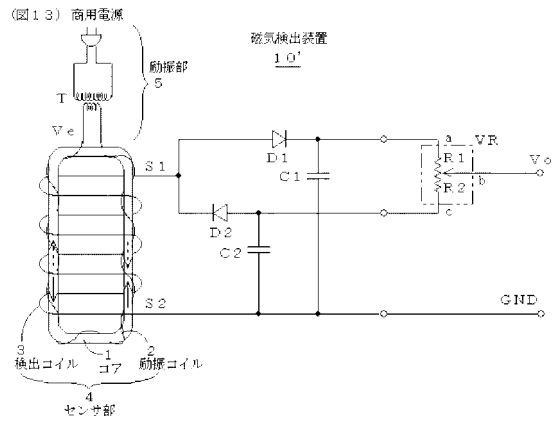 (図13) 商用電源
磁気検出装置
10'
励振部
5
T
Ve
S1
D1
C1
a
VR
R1
R2
b
Vo
c
D2
C2
S2
GND
3
検出コイル
1
コア
2
励振コイル
4
センサ部